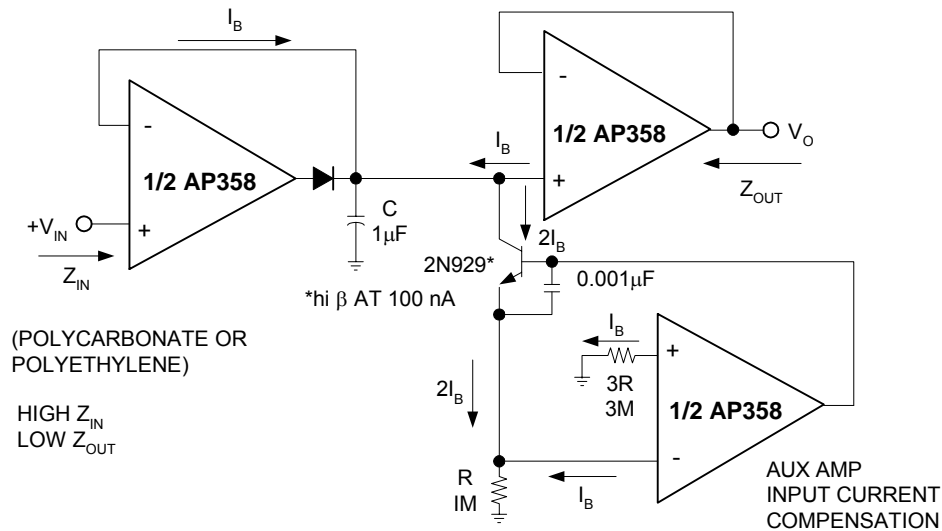 I_B
-
1/2 AP358
+
+V_IN
Z_IN
C
1μF
I_B
-
1/2 AP358
+
V_O
Z_OUT
2I_B
2N929*
*hi β AT 100 nA
0.001μF
(POLYCARBONATE OR
POLYETHYLENE)
HIGH Z_IN
LOW Z_OUT
2I_B
I_B
3R
3M
+
1/2 AP358
-
R
IM
I_B
AUX AMP
INPUT CURRENT
COMPENSATION